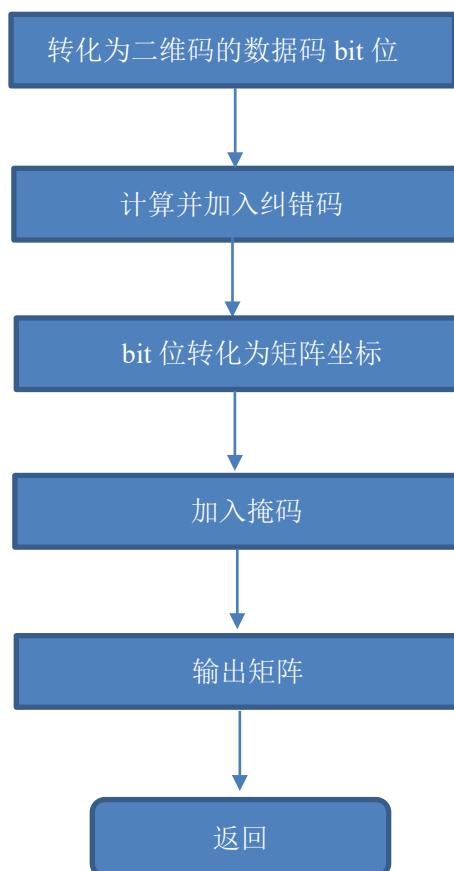 转化为二维码的数据码 bit 位
计算并加入纠错码
bit 位转化为矩阵坐标
加入掩码
输出矩阵
返回